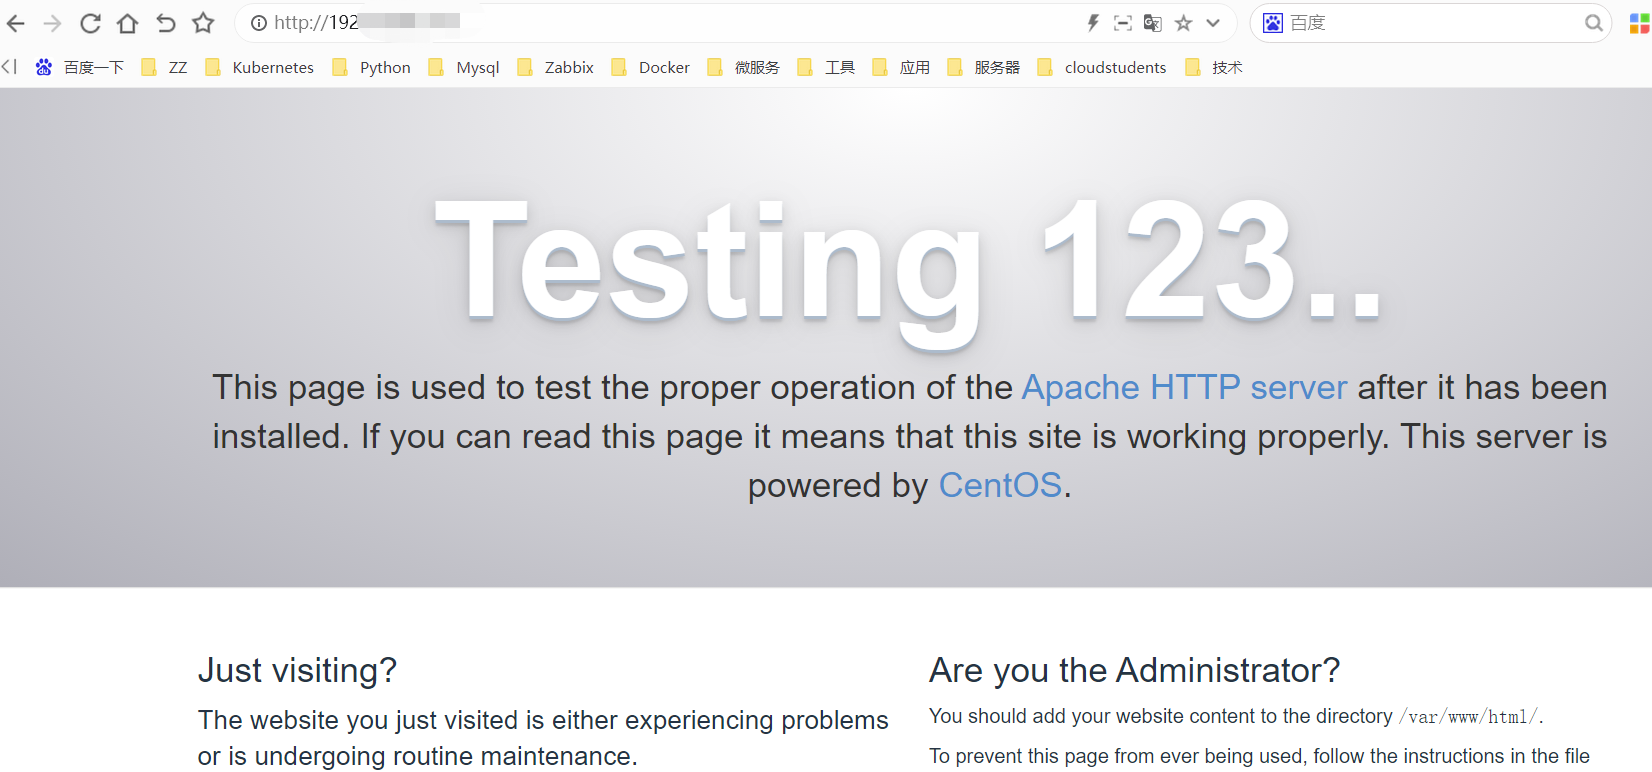 http://192
百度
百度一下 ZZ Kubernetes Python Mysql Zabbix Docker 微服务 工具 应用 服务器 cloudstudents 技术
Testing 123..
This page is used to test the proper operation of the Apache HTTP server after it has been
installed. If you can read this page it means that this site is working properly. This server is
powered by CentOS.
Just visiting?
The website you just visited is either experiencing problems
or is undergoing routine maintenance.
Are you the Administrator?
You should add your website content to the directory /var/www/html/.
To prevent this page from ever being used, follow the instructions in the file